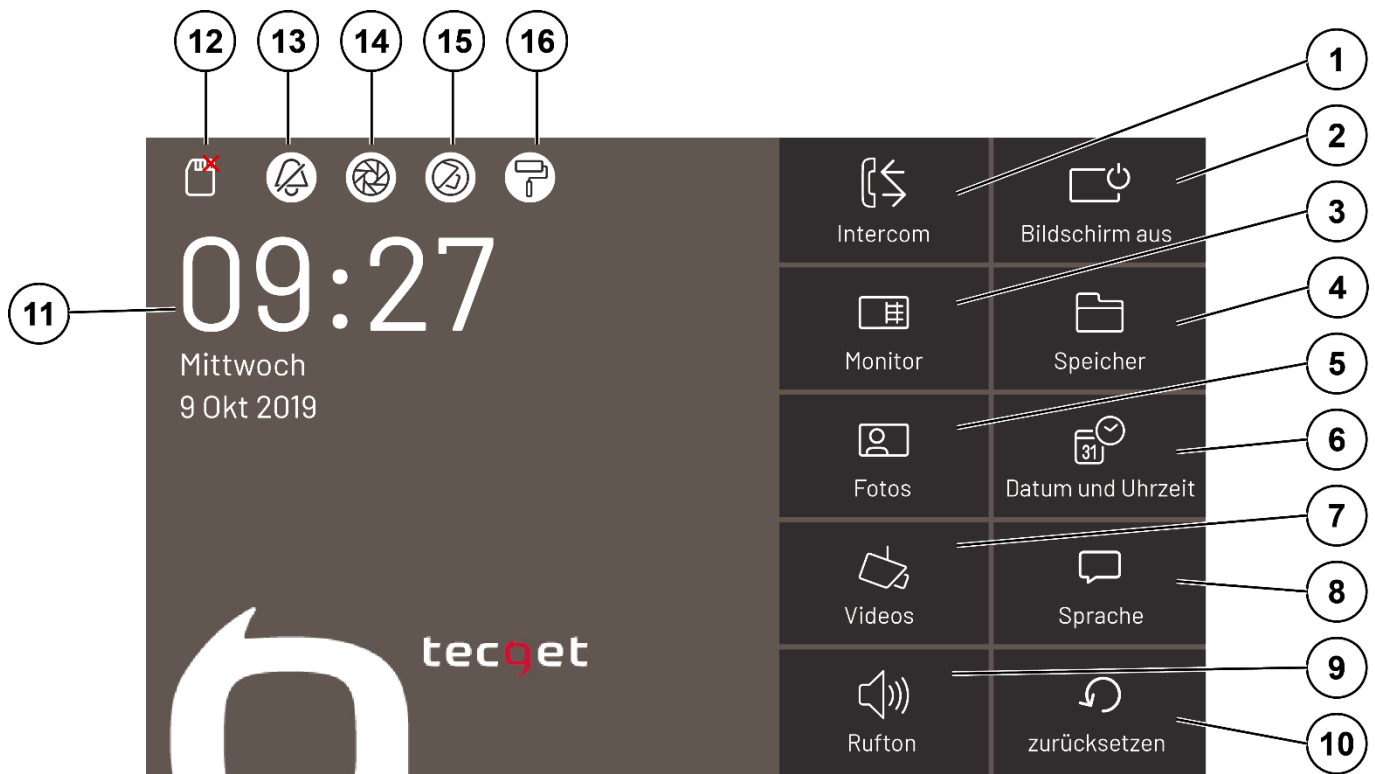 12 13 14 15 16
1
2
3
4
5
6
7
8
9
10
11
09:27
Mittwoch
9 Okt 2019
tecget
Intercom
Bildschirm aus
Monitor
Speicher
Fotos
31
Datum und Uhrzeit
Videos
Sprache
Rufton
zurücksetzen